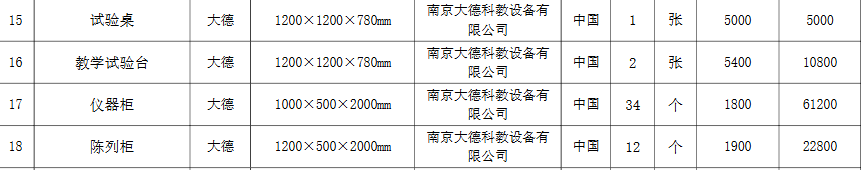 15 试验桌 大德 1200×1200×780mm 南京大德科教设备有限公司 中国 1 张 5000 5000
16 教学试验台 大德 1200×1200×780mm 南京大德科教设备有限公司 中国 2 张 5400 10800
17 仪器柜 大德 1000×500×2000mm 南京大德科教设备有限公司 中国 34 个 1800 61200
18 陈列柜 大德 1200×500×2000mm 南京大德科教设备有限公司 中国 12 个 1900 22800